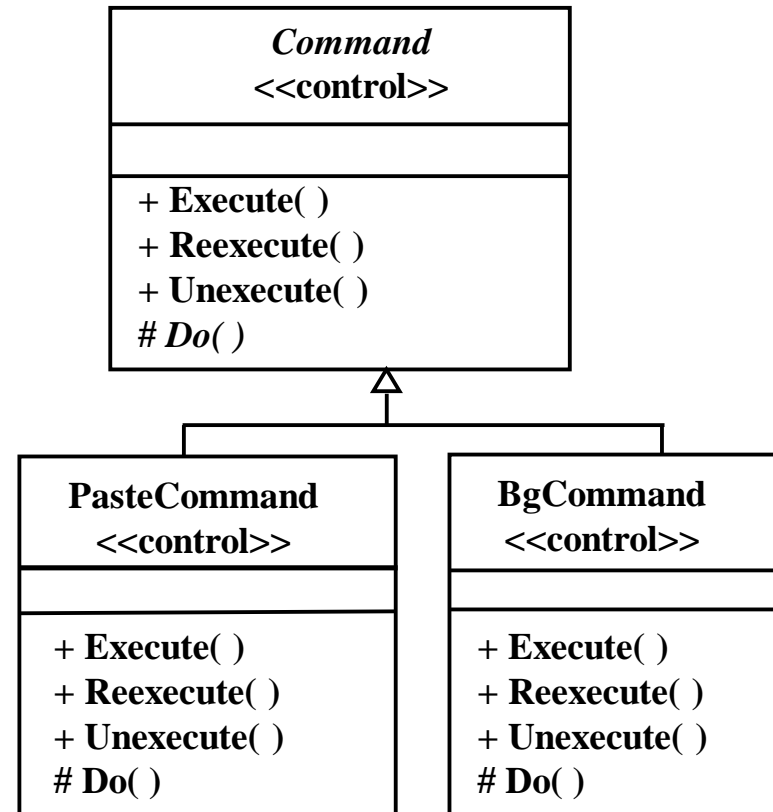 Command
<<control>>
+ Execute( )
+ Reexecute( )
+ Unexecute( )
# Do( )
PasteCommand
<<control>>
+ Execute( )
+ Reexecute( )
+ Unexecute( )
# Do( )
BgCommand
<<control>>
+ Execute( )
+ Reexecute( )
+ Unexecute( )
# Do( )